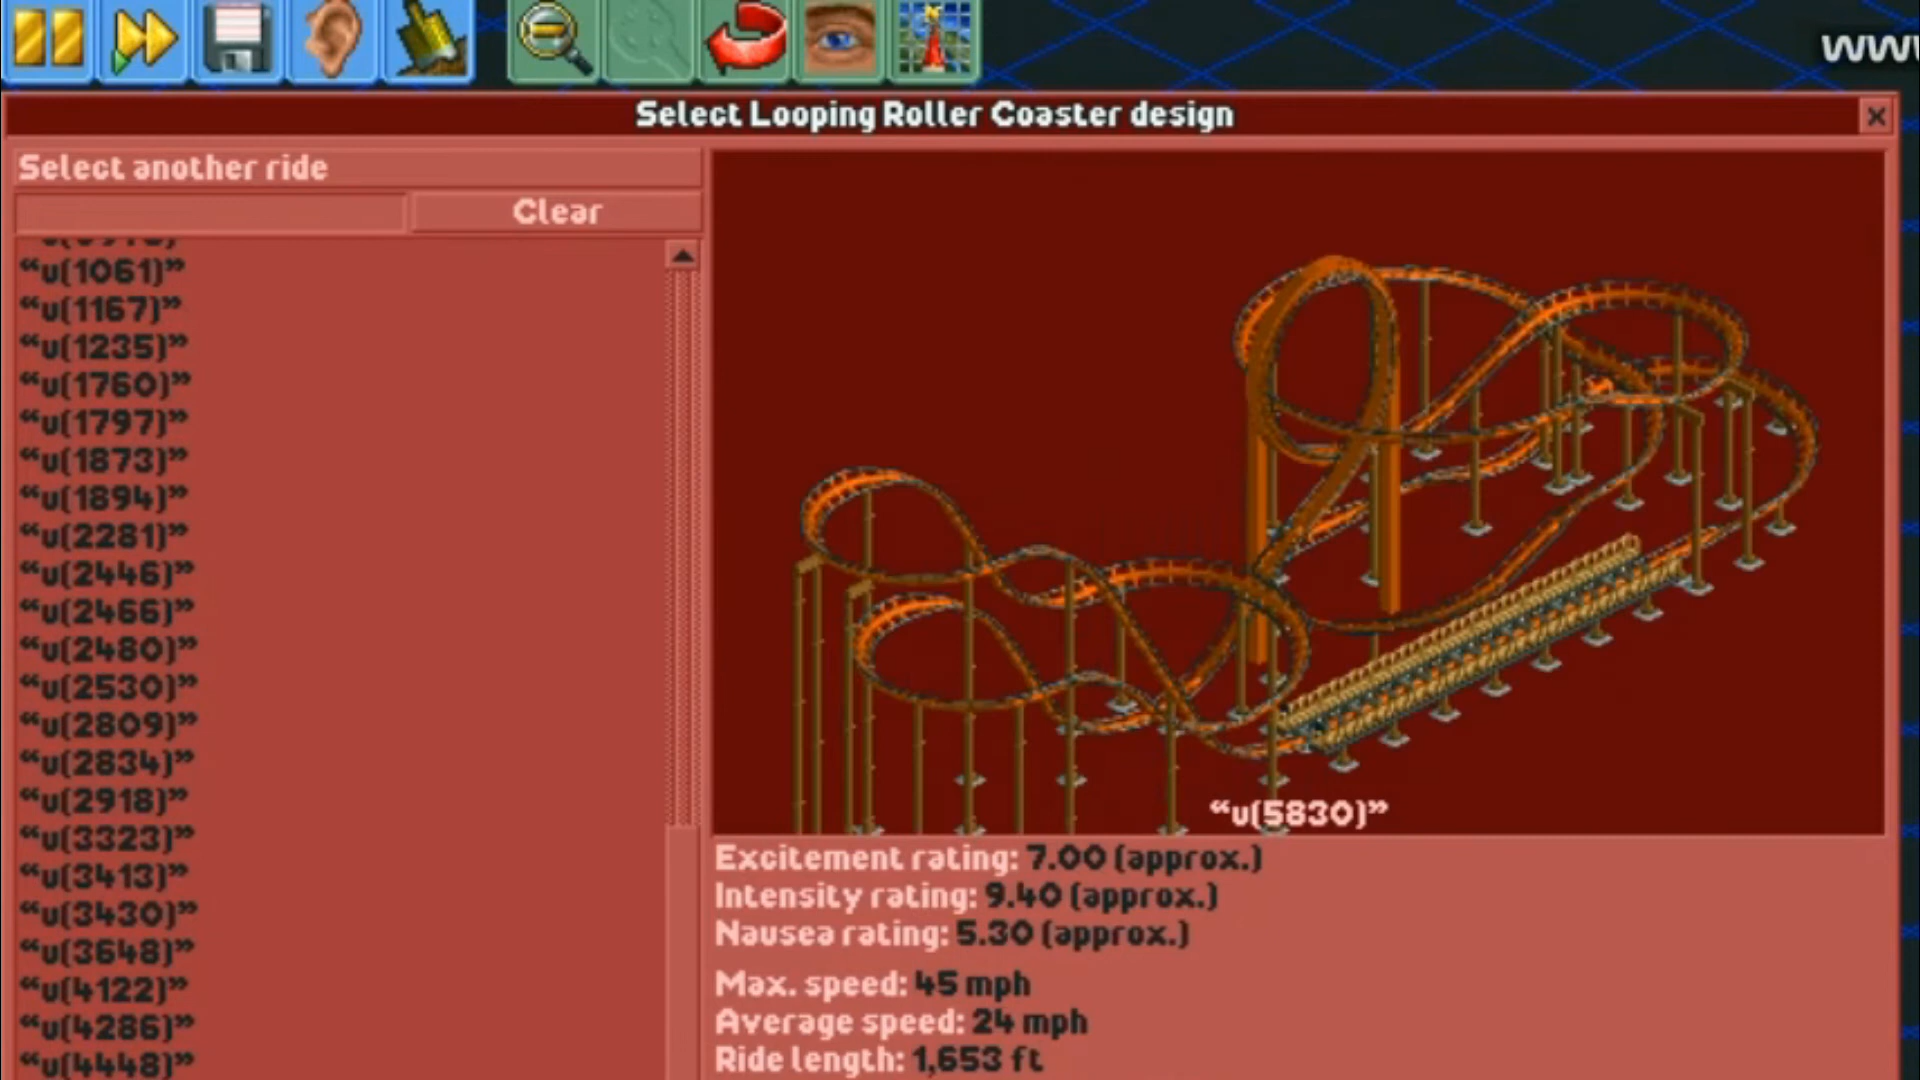 www
Select Looping Roller Coaster design
Select another ride
Clear
“u(1061)”
“u(1167)”
“u(1235)”
“u(1760)”
“u(1797)”
“u(1873)”
“u(1894)”
“u(2281)”
“u(2446)”
“u(2466)”
“u(2480)”
“u(2530)”
“u(2809)”
“u(2834)”
“u(2918)”
“u(3323)”
“u(3413)”
“u(3430)”
“u(3648)”
“u(4122)”
“u(4286)”
“u(4448)”
“u(5830)”
Excitement rating: 7.00 (approx.)
Intensity rating: 9.40 (approx.)
Nausea rating: 5.30 (approx.)
Max. speed: 45 mph
Average speed: 24 mph
Ride length: 1,653 ft